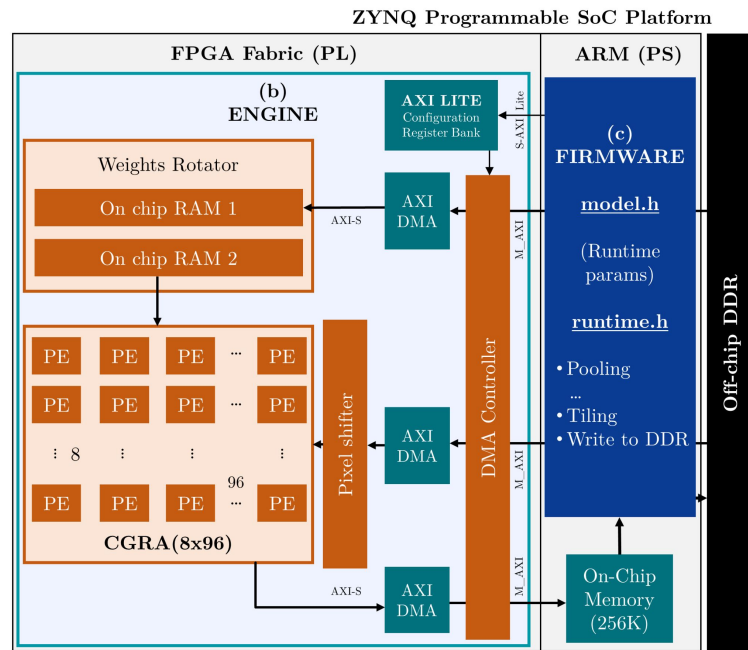 ZYNQ Programmable SoC Platform
FPGA Fabric (PL)
ARM (PS)
(b)
ENGINE
AXI LITE
Configuration
Register Bank
S-AXI_Lite
(c)
FIRMWARE
model.h
(Runtime
params)
runtime.h
• Pooling
...
• Tiling
• Write to DDR
Off-chip DDR
Weights Rotator
On chip RAM 1
On chip RAM 2
AXI-S
AXI
DMA
M_AXI
DMA Controller
PE PE PE ... PE
PE PE PE ... PE
⋮ 8 ⋮ ⋮ ⋮
96
PE PE PE ... PE
CGRA(8x96)
Pixel shifter
AXI
DMA
M_AXI
AXI-S
AXI
DMA
M_AXI
On-Chip
Memory
(256K)